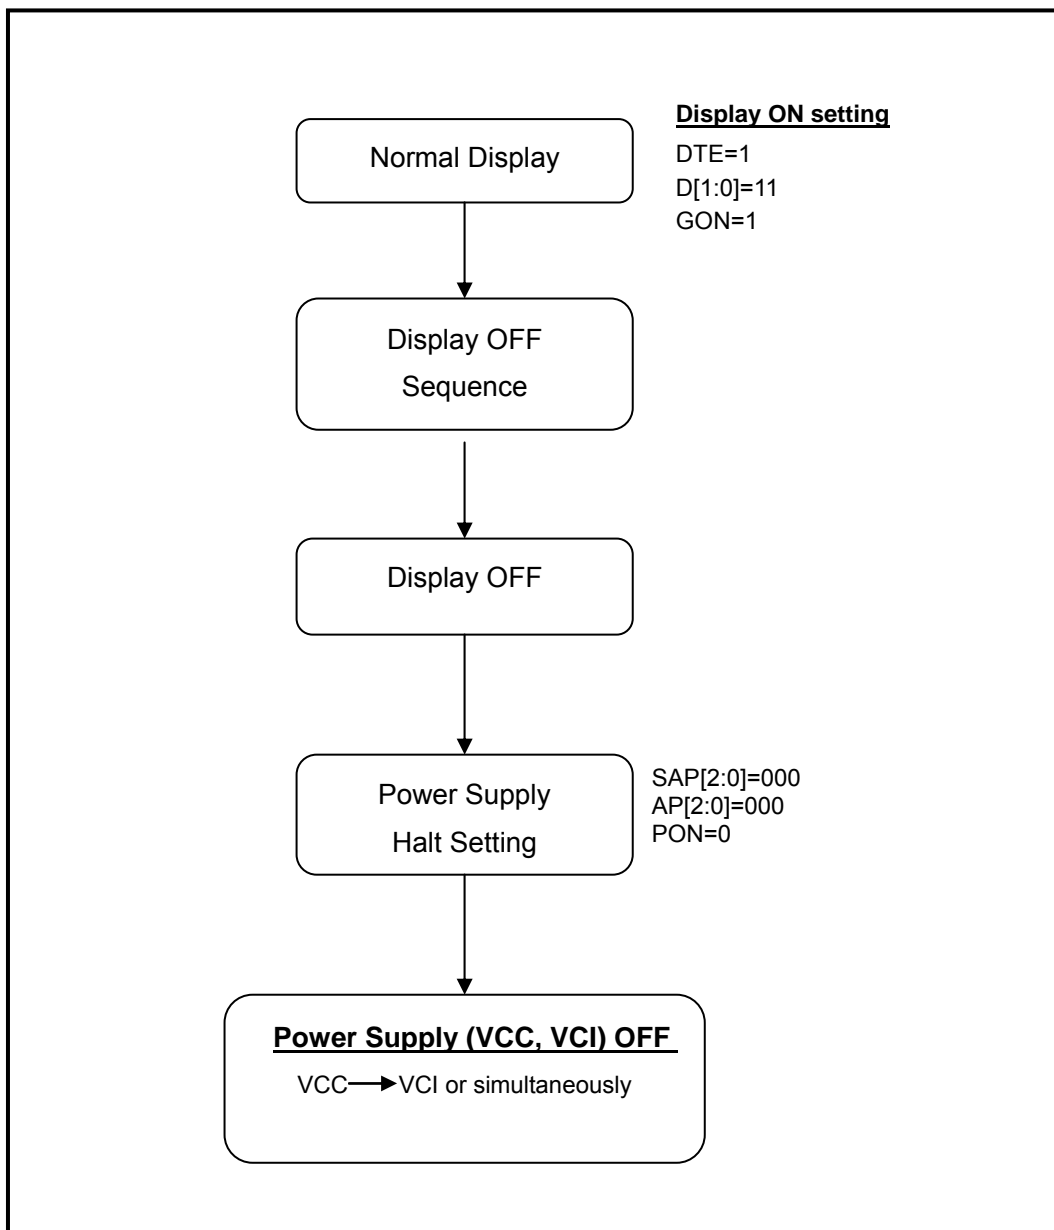 Display ON setting
Normal Display
DTE=1
D[1:0]=11
GON=1
Display OFF
Sequence
Display OFF
Power Supply
Halt Setting
SAP[2:0]=000
AP[2:0]=000
PON=0
Power Supply (VCC, VCI) OFF
VCC→VCI or simultaneously